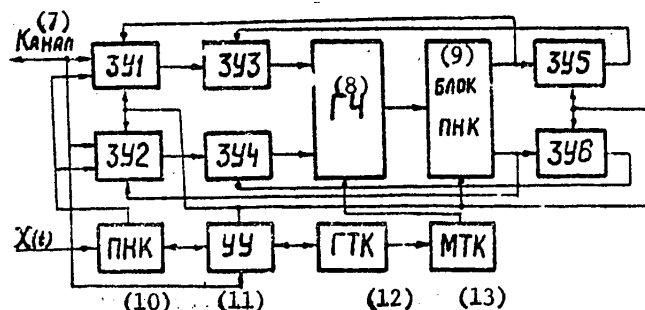 (7)
Канал
ЗУ1
ЗУ3
(8)
ГЧ
(9)
БЛОК
ПНК
ЗУ5
ЗУ2
ЗУ4
ЗУ6
X(t)
ПНК
УУ
ГТК
МТК
(10) (11) (12) (13)